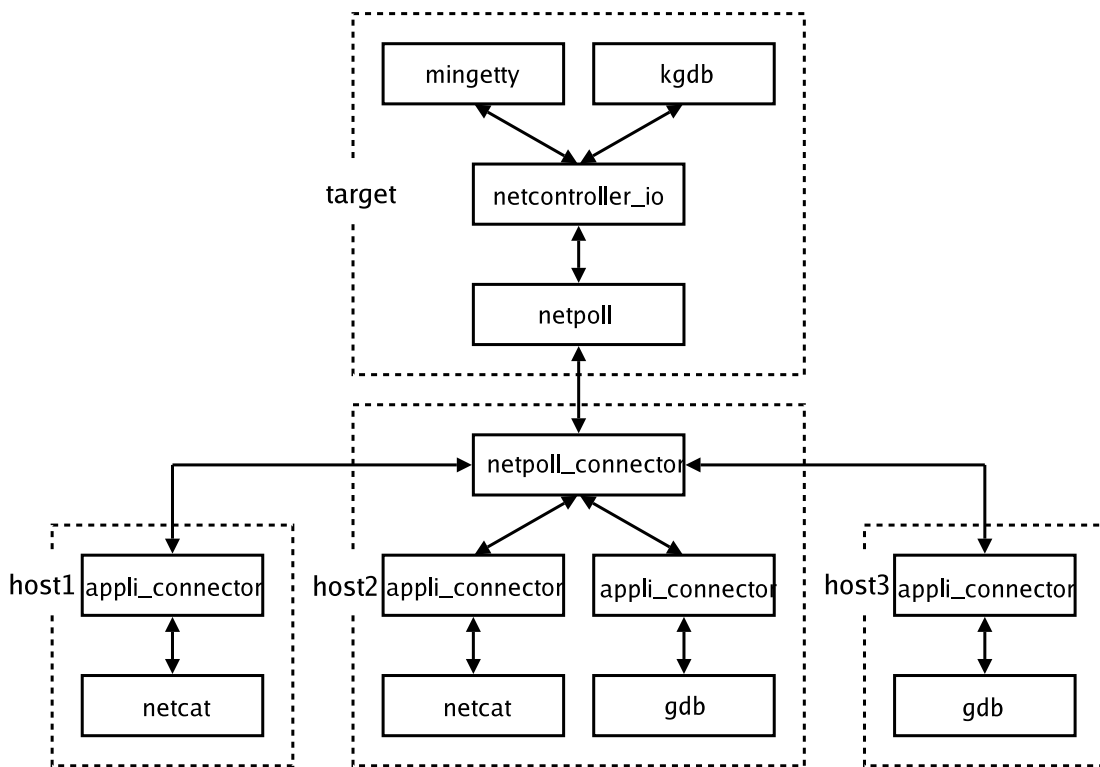 mingetty
kgdb
target
netcontroller_io
netpoll
netpoll_connector
host1
appli_connector
host2
appli_connector
appli_connector
host3
appli_connector
netcat
netcat
gdb
gdb